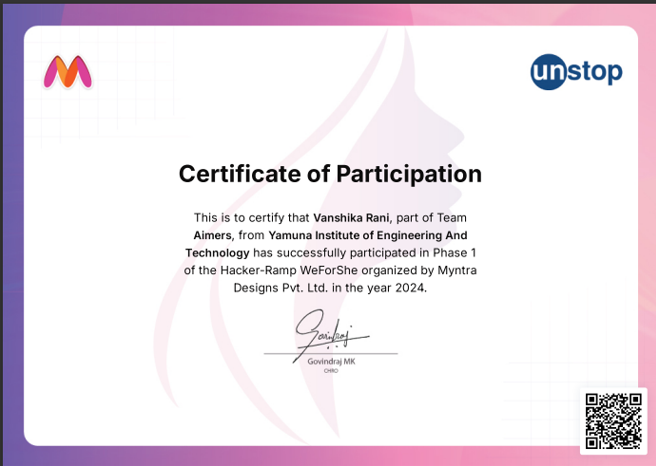 unstop
Certificate of Participation
This is to certify that Vanshika Rani, part of Team
Aimers, from Yamuna Institute of Engineering And
Technology has successfully participated in Phase 1
of the Hacker-Ramp WeForShe organized by Myntra
Designs Pvt. Ltd. in the year 2024.
Govindraj
Govindraj MK
CHRO